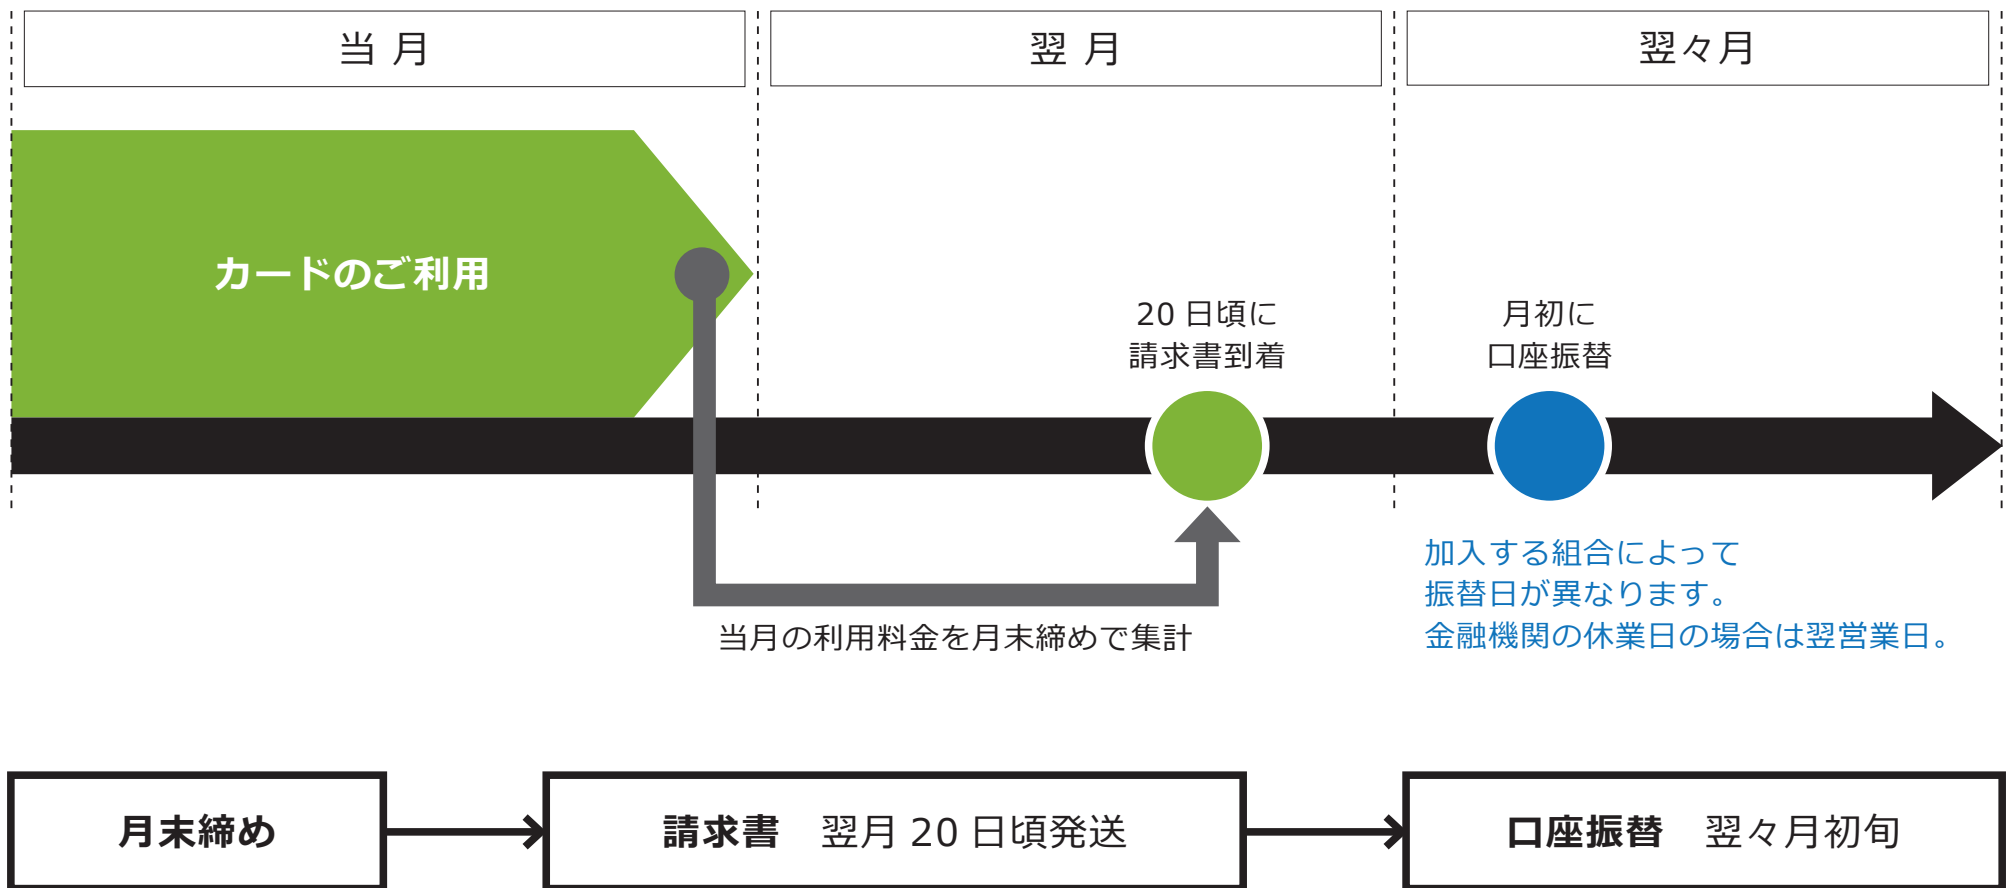 当月
翌月
翌々月
カードのご利用
20日頃に
請求書到着
月初に
口座振替
加入する組合によって
振替日が異なります。
金融機関の休業日の場合は翌営業日。
当月の利用料金を月末締めで集計
月末締め
請求書　翌月20日頃発送
口座振替　翌々月初旬